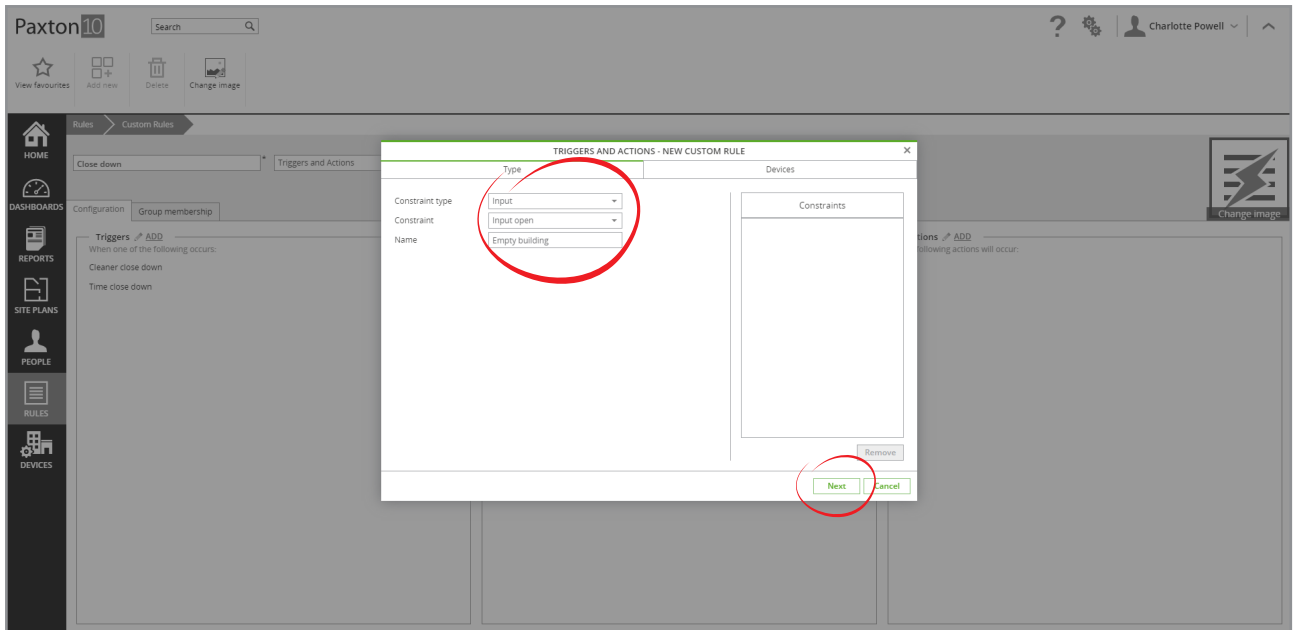 Paxton10
Search
? Charlotte Powell
View favourites
Add new
Delete
Change image
Rules
Custom Rules
HOME
DASHBOARDS
REPORTS
SITE PLANS
PEOPLE
RULES
DEVICES
Close down *
Triggers and Actions
Change image
Configuration
Group membership
Triggers ADD
When one of the following occurs:
Cleaner close down
Time close down
TRIGGERS AND ACTIONS - NEW CUSTOM RULE
Type
Devices
Constraint type Input
Constraint Input open
Name Empty building
Constraints
Remove
Next
Cancel
tions ADD
following actions will occur: